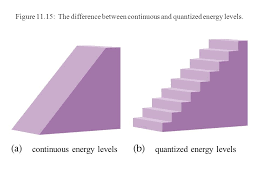 Figure 11.15: The difference between continuous and quantized energy levels.
(a) continuous energy levels (b) quantized energy levels